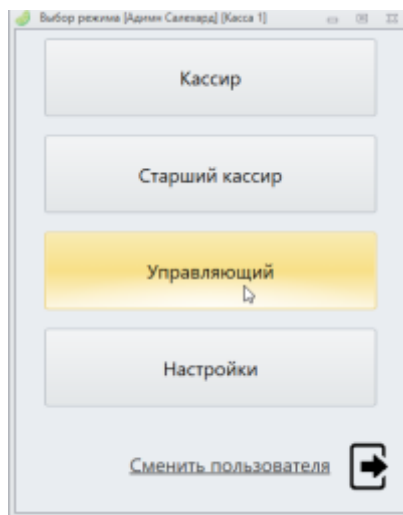 Выбор режима [Админ Салехард] [Касса 1]
Кассир
Старший кассир
Управляющий
Настройки
Сменить пользователя